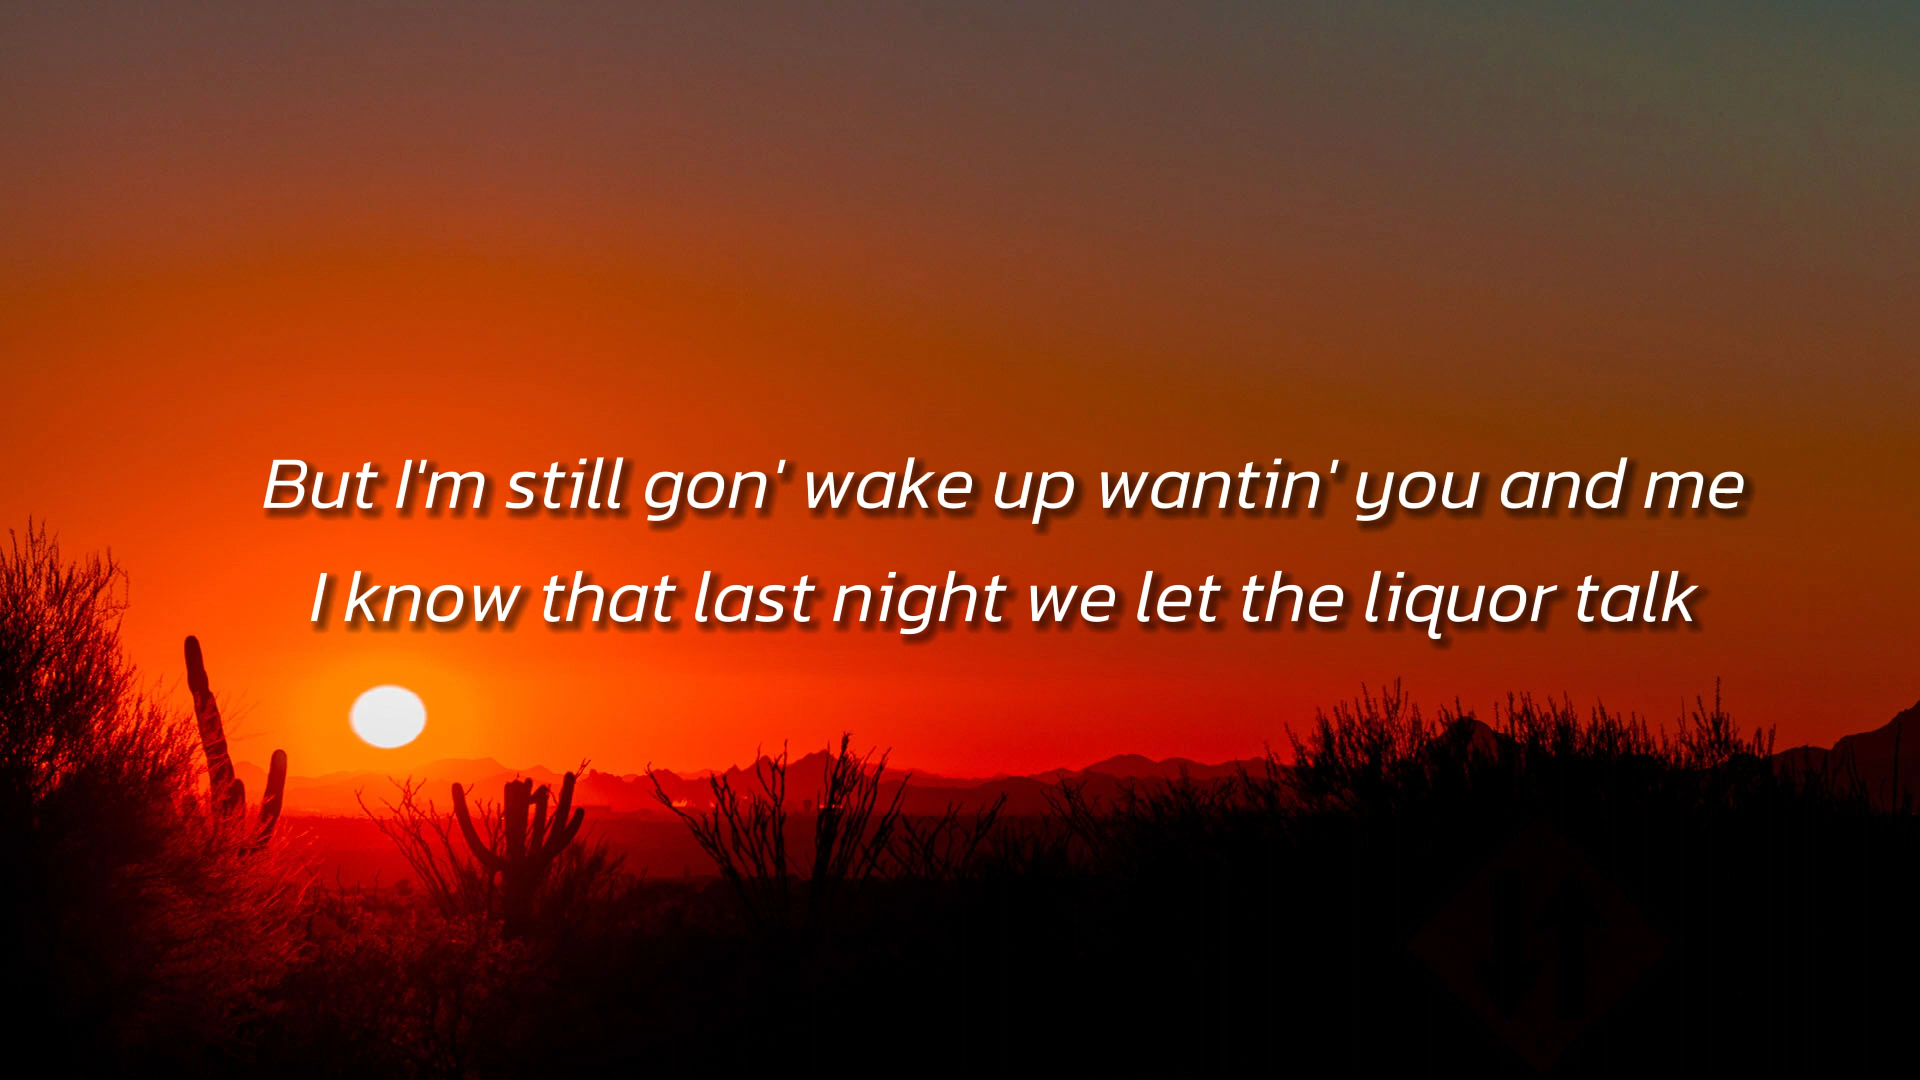 But I'm still gon' wake up wantin' you and me
I know that last night we let the liquor talk